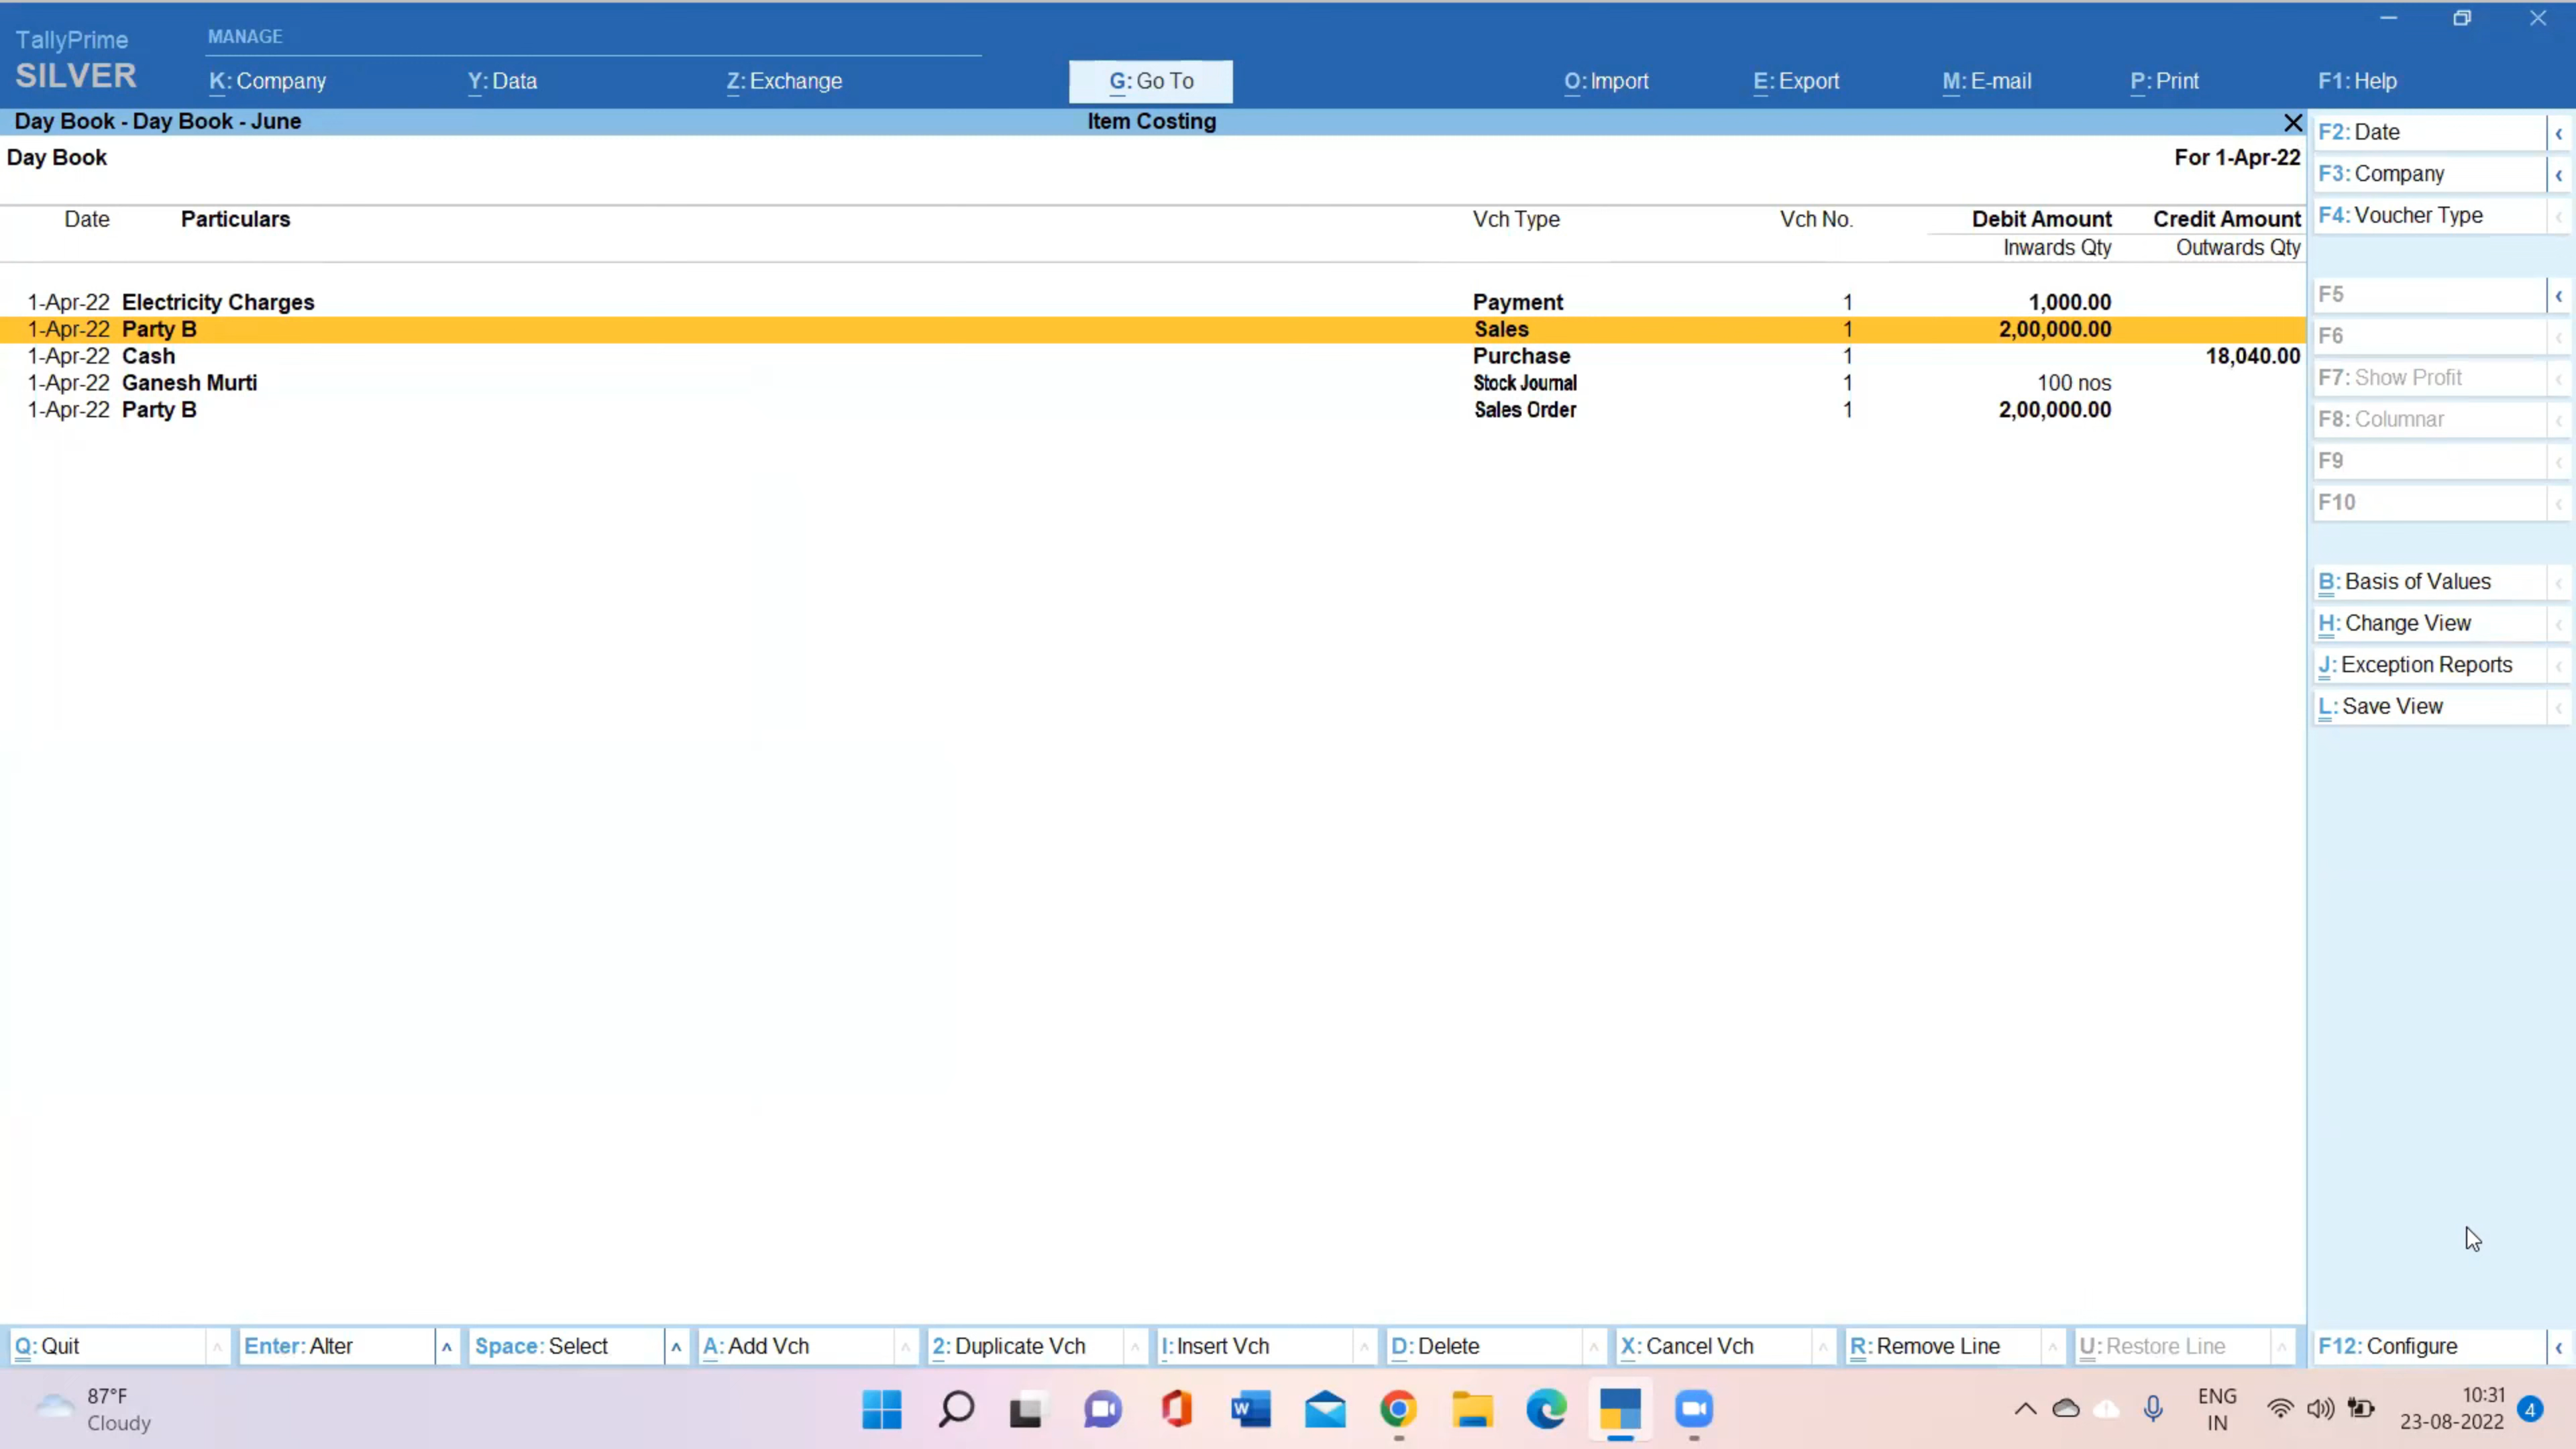 TallyPrime
SILVER
MANAGE
K: Company
Y: Data
Z: Exchange
G: Go To
O: Import
E: Export
M: E-mail
P: Print
F1: Help
Day Book - Day Book - June
Item Costing
Day Book
For 1-Apr-22
Date Particulars Vch Type Vch No. Debit Amount Credit Amount
Inwards Qty Outwards Qty
1-Apr-22 Electricity Charges Payment 1 1,000.00
1-Apr-22 Party B Sales 1 2,00,000.00
1-Apr-22 Cash Purchase 1 18,040.00
1-Apr-22 Ganesh Murti Stock Journal 1 100 nos
1-Apr-22 Party B Sales Order 1 2,00,000.00
F2: Date
F3: Company
F4: Voucher Type
F5
F6
F7: Show Profit
F8: Columnar
F9
F10
B: Basis of Values
H: Change View
J: Exception Reports
L: Save View
Q: Quit
Enter: Alter
Space: Select
A: Add Vch
2: Duplicate Vch
I: Insert Vch
D: Delete
X: Cancel Vch
R: Remove Line
U: Restore Line
F12: Configure
87°F
Cloudy
W
ENG
IN
10:31
23-08-2022
4